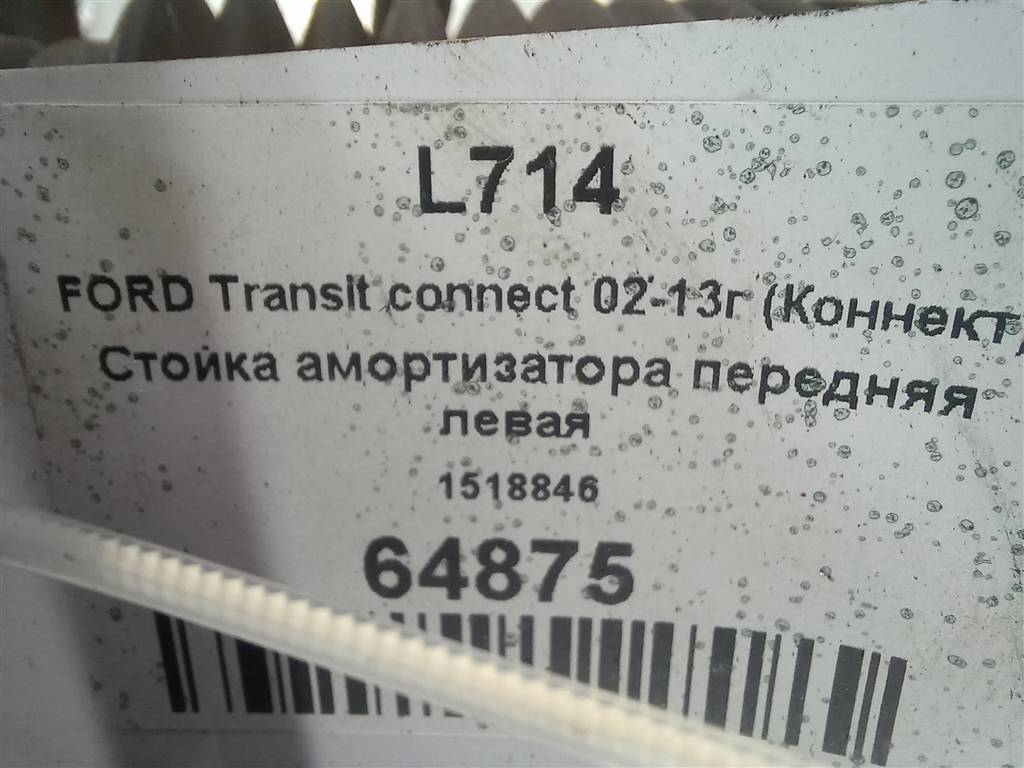 L714
FORD Transit connect 02-13г (Коннект,
Стойка амортизатора передняя
левая
1518846
64875